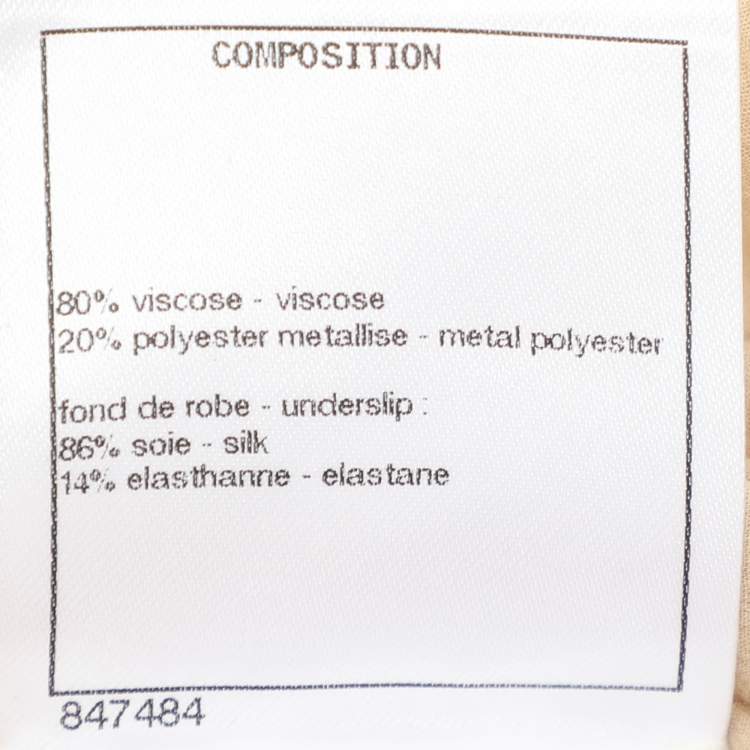 COMPOSITION
80% viscose - viscose
20% polyester metallise - metal polyester
fond de robe - underslip :
86% soie - silk
14% elasthanne - elastane
847484